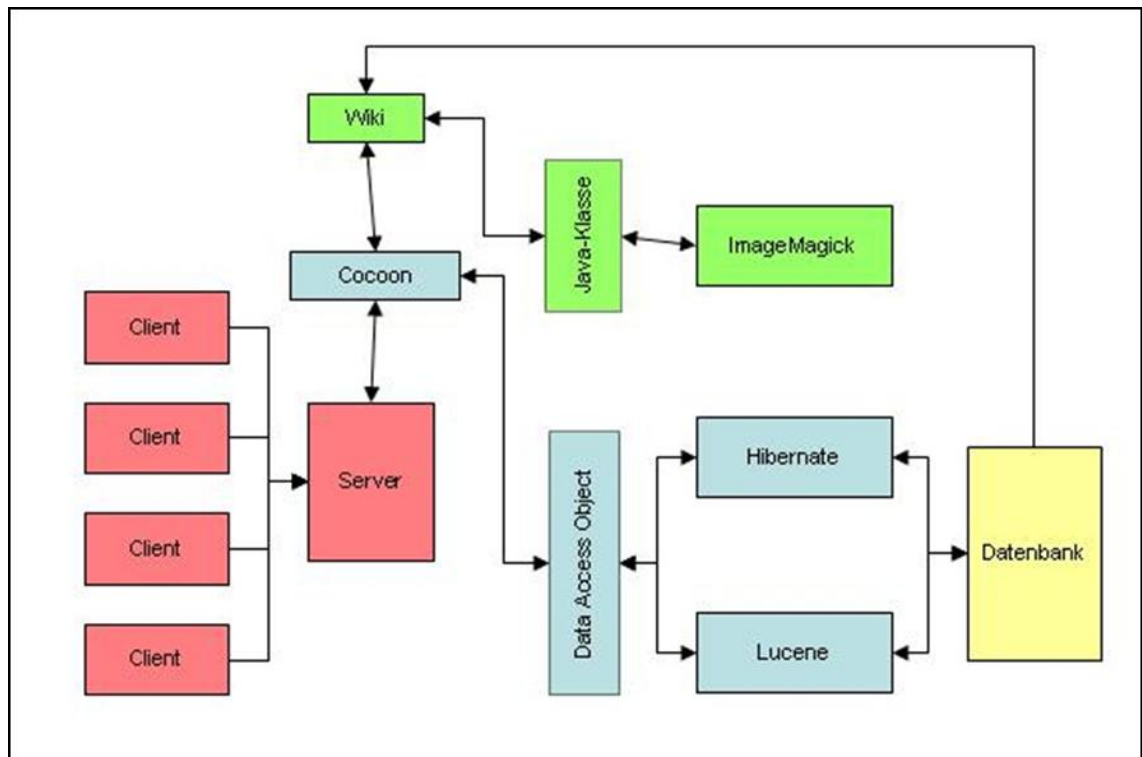 Wiki
Java-Klasse
ImageMagick
Cocoon
Client
Client
Client
Client
Server
Data Access Object
Hibernate
Lucene
Datenbank